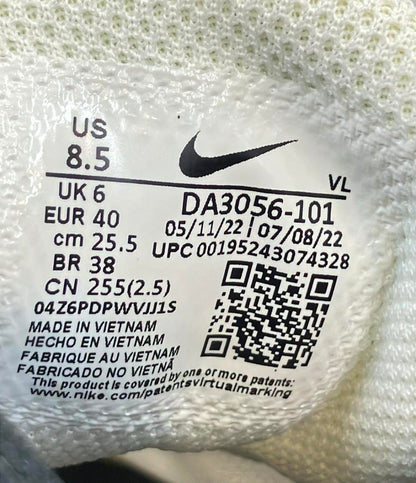 US
8.5
VL
UK 6
DA3056-101
EUR 40
05/11/22 | 07/08/22
cm 25.5
UPC 00195243074328
BR 38
CN 255(2.5)
04Z6PDPWVJJ1S
MADE IN VIETNAM
HECHO EN VIETNAM
FABRIQUE AU VIETNAM
FABRICADO NO VIETNÃ
This product is covered by one or more patents:
www.nike.com/patentsvirtualmarking